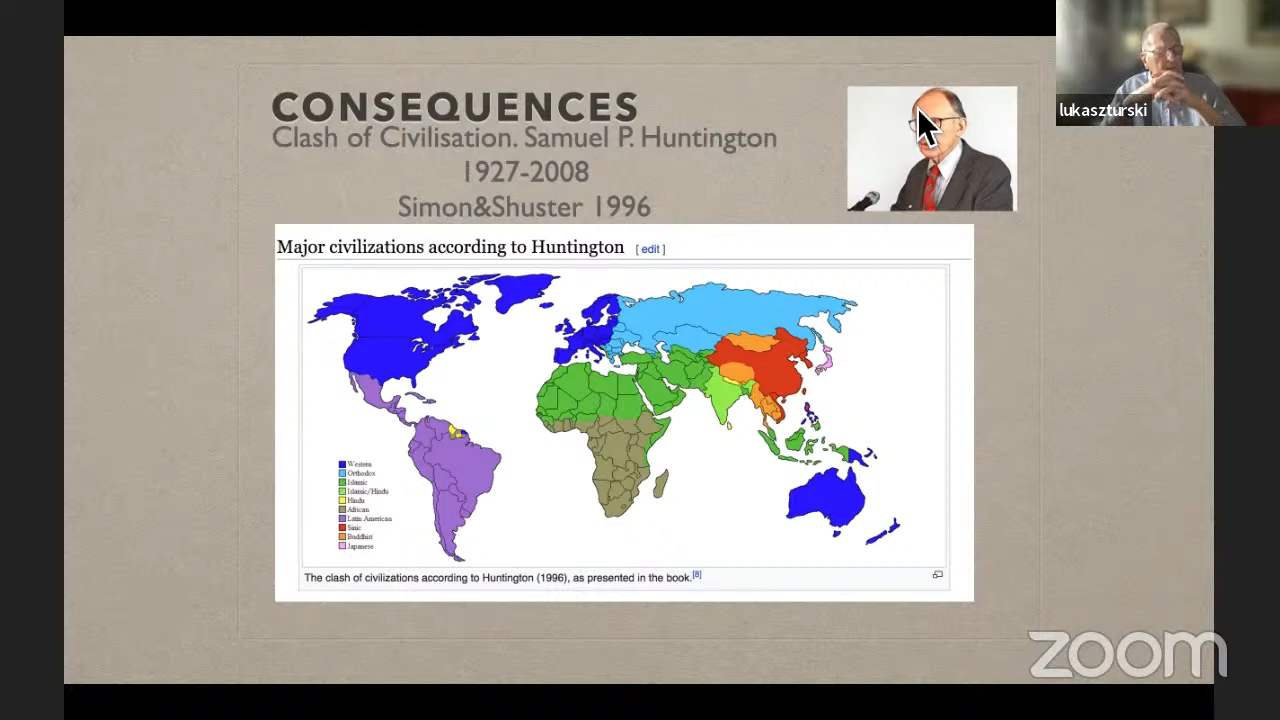 CONSEQUENCES
Clash of Civilisation. Samuel P. Huntington
1927-2008
Simon&Shuster 1996
lukaszturski
Major civilizations according to Huntington [ edit ]
Western
Orthodox
Islamic
Islamic/Hindu
Hindu
African
Latin American
Sinic
Buddhist
Japanese
The clash of civilizations according to Huntington (1996), as presented in the book.[8]
zoom